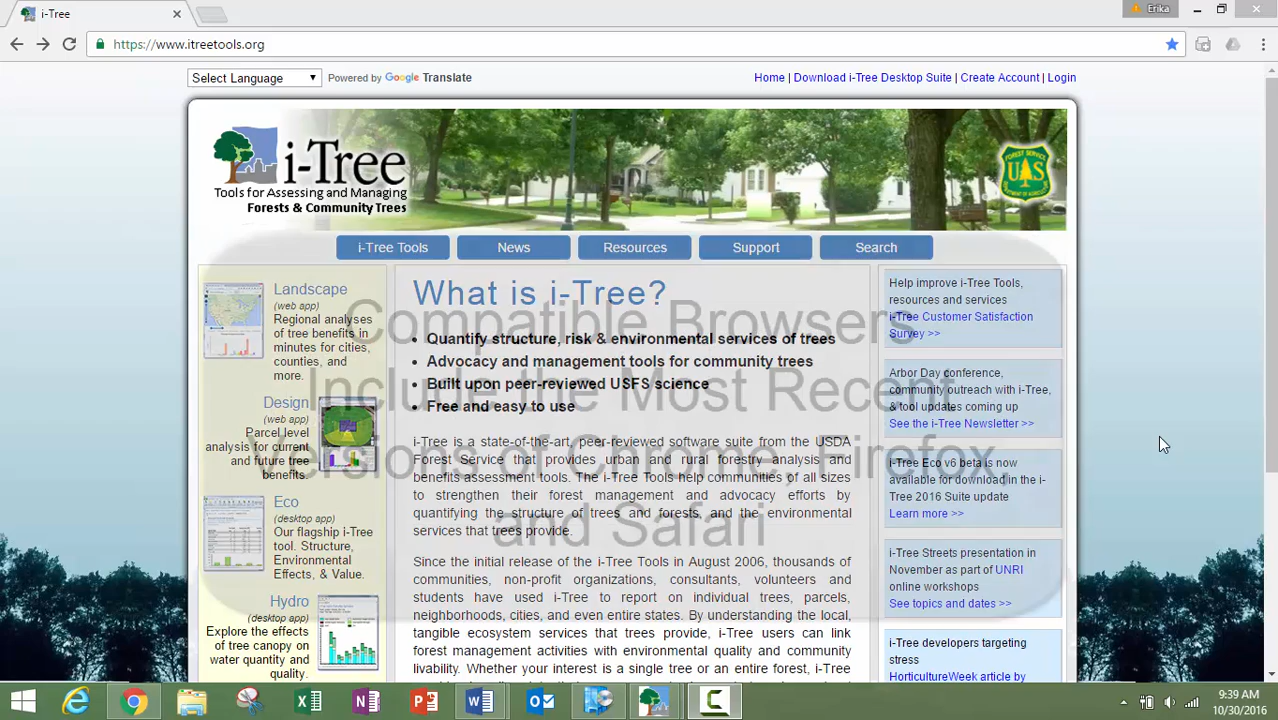 i-Tree
Erika
https://www.itreetools.org
Select Language
Powered by Google Translate
Home | Download i-Tree Desktop Suite | Create Account | Login
i-Tree
Tools for Assessing and Managing
Forests & Community Trees
FOREST SERVICE
UAS
DEPARTMENT OF AGRICULTURE
i-Tree Tools
News
Resources
Support
Search
Landscape
(web app)
Regional analyses
of tree benefits in
minutes for cities,
counties, and
more.
Design
(web app)
Parcel level
analysis for current
and future tree
benefits.
Eco
(desktop app)
Our flagship i-Tree
tool. Structure,
Environmental
Effects, & Value.
Hydro
(desktop app)
Explore the effects
of tree canopy on
water quantity and
quality.
What is i-Tree?
Quantify structure, risk & environmental services of trees
Advocacy and management tools for community trees
Built upon peer-reviewed USFS science
Free and easy to use
i-Tree is a state-of-the-art, peer-reviewed software suite from the USDA
Forest Service that provides urban and rural forestry analysis and
benefits assessment tools. The i-Tree Tools help communities of all sizes
to strengthen their forest management and advocacy efforts by
quantifying the structure of trees and forests, and the environmental
services that trees provide.
Since the initial release of the i-Tree Tools in August 2006, thousands of
communities, non-profit organizations, consultants, volunteers and
students have used i-Tree to report on individual trees, parcels,
neighborhoods, cities, and even entire states. By understanding the local,
tangible ecosystem services that trees provide, i-Tree users can link
forest management activities with environmental quality and community
livability. Whether your interest is a single tree or an entire forest, i-Tree
Compatible Browsers
Include the Most Recent
Versions of Chrome, Firefox
and Safari
Help improve i-Tree Tools,
resources and services
i-Tree Customer Satisfaction
Survey >>
Arbor Day conference,
community outreach with i-Tree,
& tool updates coming up
See the i-Tree Newsletter >>
i-Tree Eco v6 beta is now
available for download in the i-
Tree 2016 Suite update
Learn more >>
i-Tree Streets presentation in
November as part of UNRI
online workshops
See topics and dates >>
i-Tree developers targeting
stress
HorticultureWeek article by
9:39 AM
10/30/2016